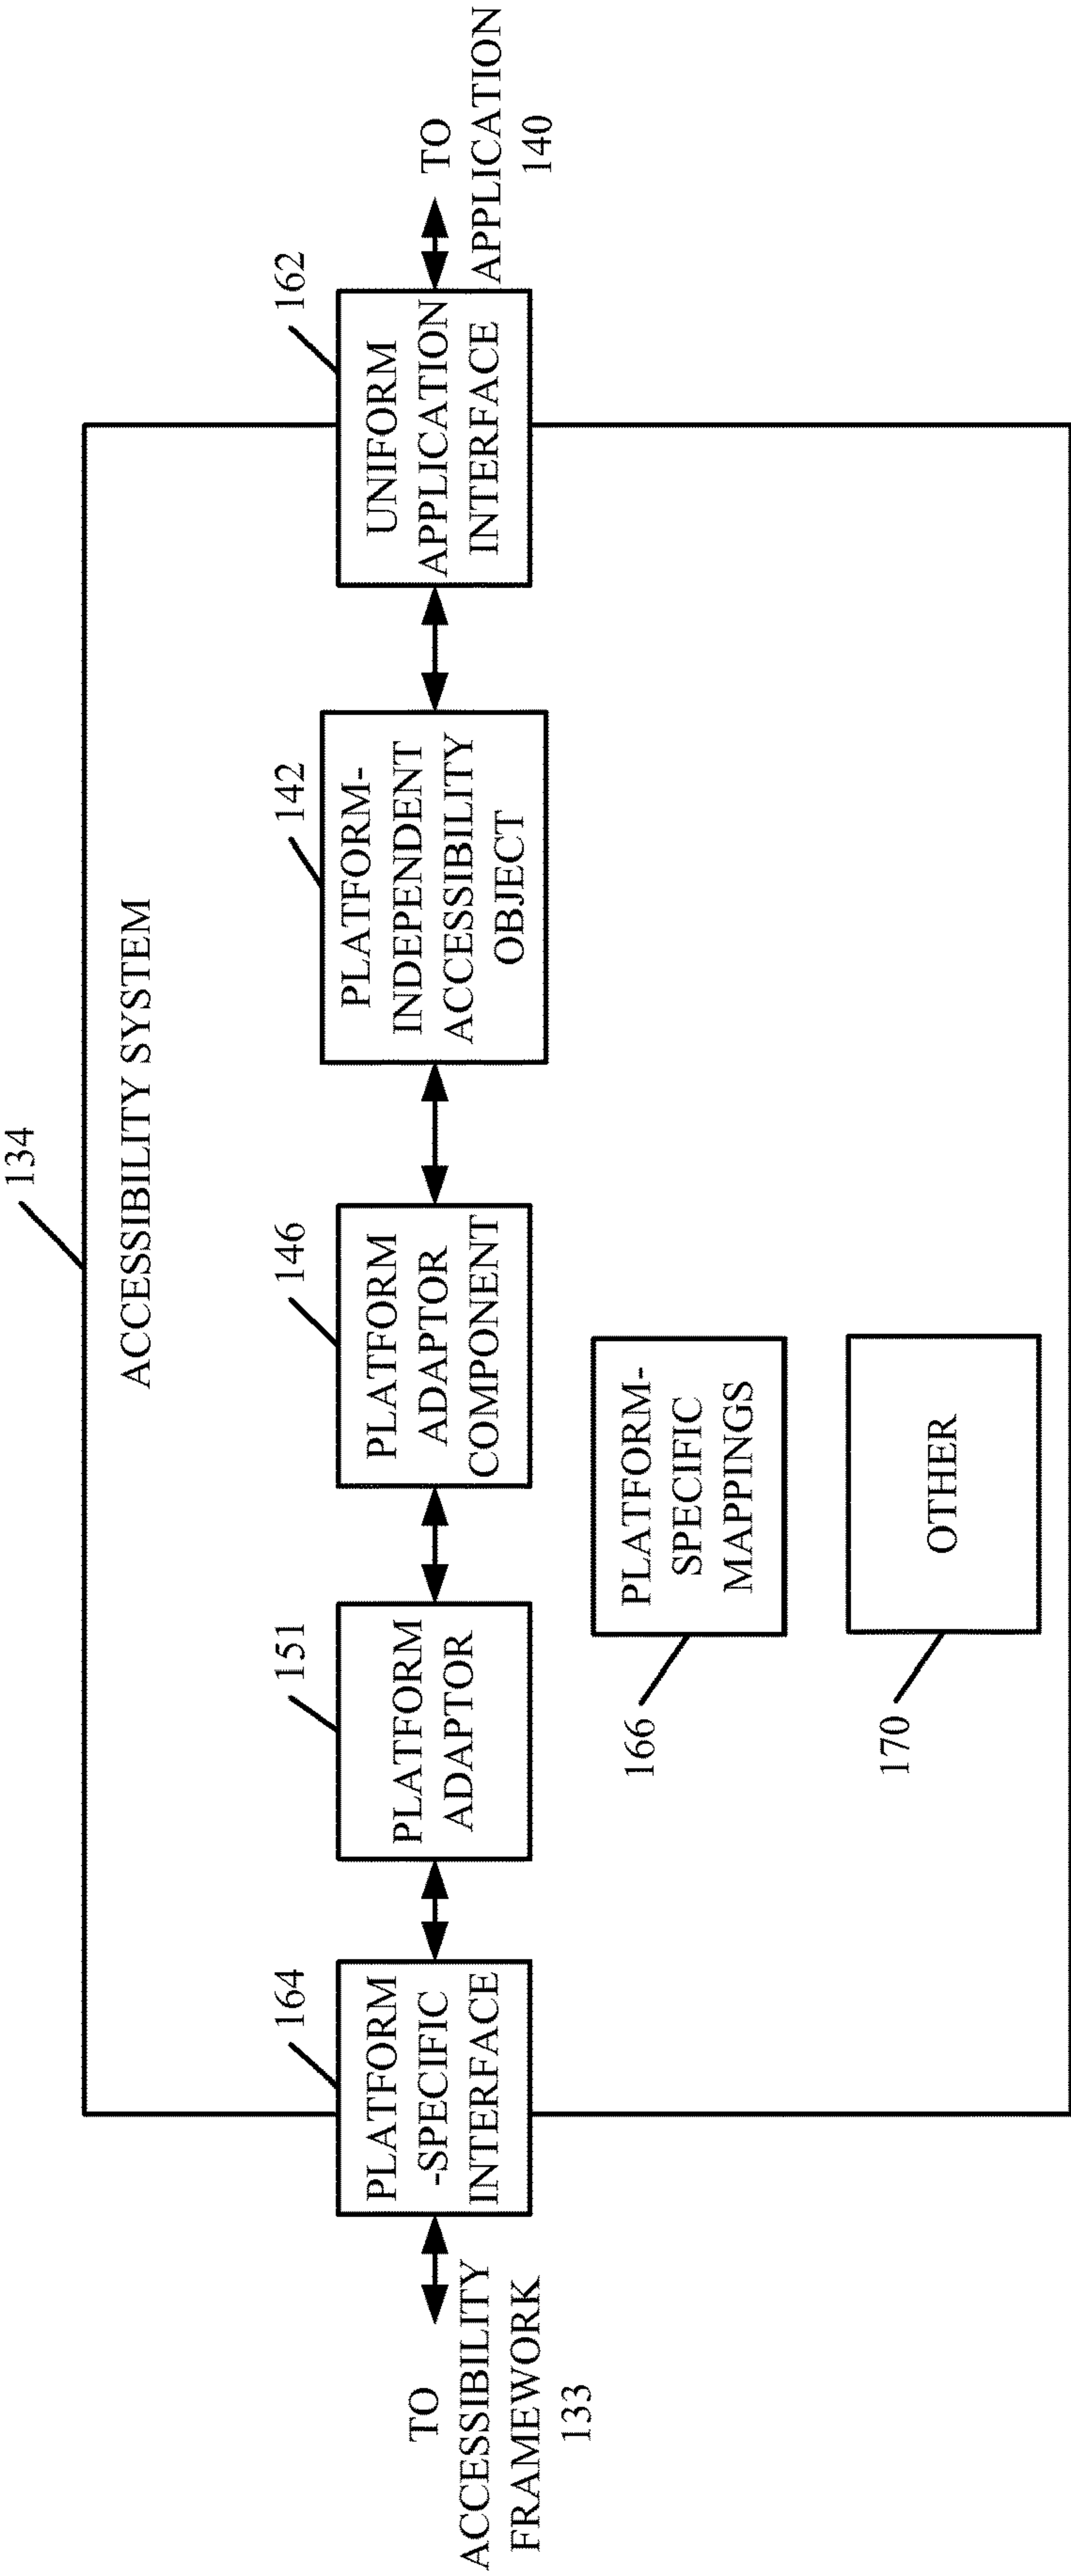 134
ACCESSIBILITY SYSTEM
164
PLATFORM
-SPECIFIC
INTERFACE
151
PLATFORM
ADAPTOR
146
PLATFORM
ADAPTOR
COMPONENT
142
PLATFORM-
INDEPENDENT
ACCESSIBILITY
OBJECT
162
UNIFORM
APPLICATION
INTERFACE
TO
ACCESSIBILITY
FRAMEWORK
133
TO
APPLICATION
140
166
PLATFORM-
SPECIFIC
MAPPINGS
170
OTHER